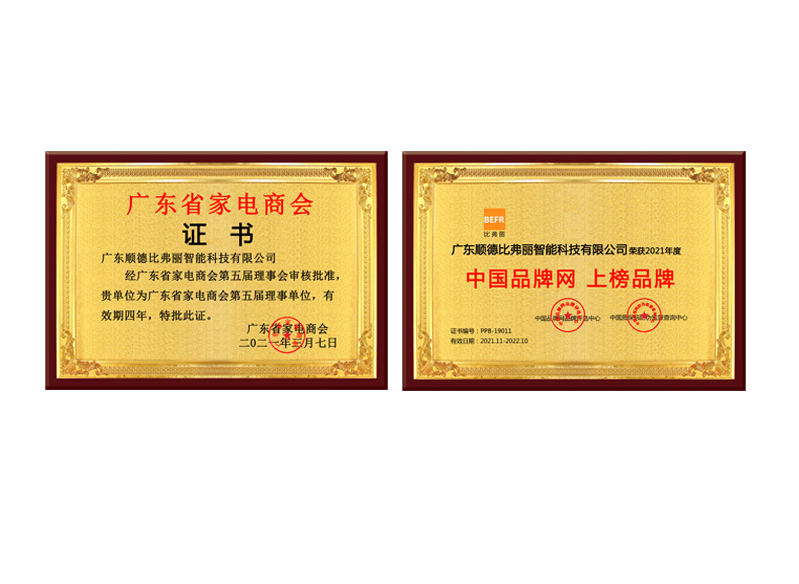 广东省家电商会
证 书
广东顺德比弗丽智能科技有限公司
经广东省家电商会第五届理事会审核批准，
贵单位为广东省家电商会第五届理事单位，有
效期四年，特批此证。
广东省家电商会
二〇二一年三月七日
BEFR
比弗丽
广东顺德比弗丽智能科技有限公司 荣获2021年度
中国品牌网 上榜品牌
证书编号：PPB-19011
有效日期：2021.11-2022.10